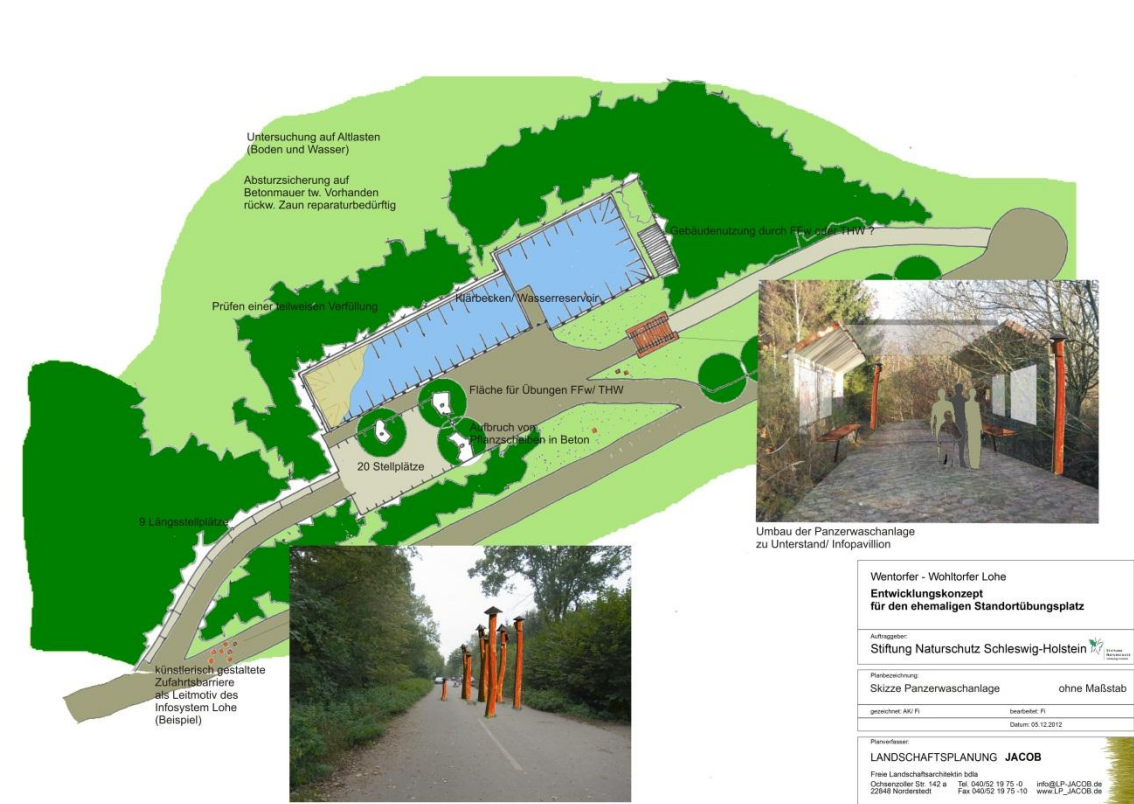 Untersuchung auf Altlasten
(Boden und Wasser)
Absturzsicherung auf
Betonmauer tw. Vorhanden
rückw. Zaun reparaturbedürftig
Gebäudenutzung durch FFw oder THW ?
Prüfen einer teilweisen Verfüllung
Klärbecken/ Wasserreservoir
Fläche für Übungen FFw/ THW
Aufbruch von
Pflanzscheiben in Beton
20 Stellplätze
9 Längsstellplätze
künstlerisch gestaltete
Zufahrtsbarriere
als Leitmotiv des
Infosystem Lohe
(Beispiel)
Umbau der Panzerwaschanlage
zu Unterstand/ Infopavillion
Wentorfer - Wohltorfer Lohe
Entwicklungskonzept
für den ehemaligen Standortübungsplatz
Auftraggeber:
Stiftung Naturschutz Schleswig-Holstein
Planbezeichnung:
Skizze Panzerwaschanlage ohne Maßstab
gezeichnet: AK/ Fi bearbeitet: Fi
Datum: 05.12.2012
Planverfasser:
LANDSCHAFTSPLANUNG JACOB
Freie Landschaftsarchitektin bdla
Ochsenzoller Str. 142 a Tel. 040/52 19 75 -0 info@LP-JACOB.de
22848 Norderstedt Fax 040/52 19 75 -10 www.LP_JACOB.de